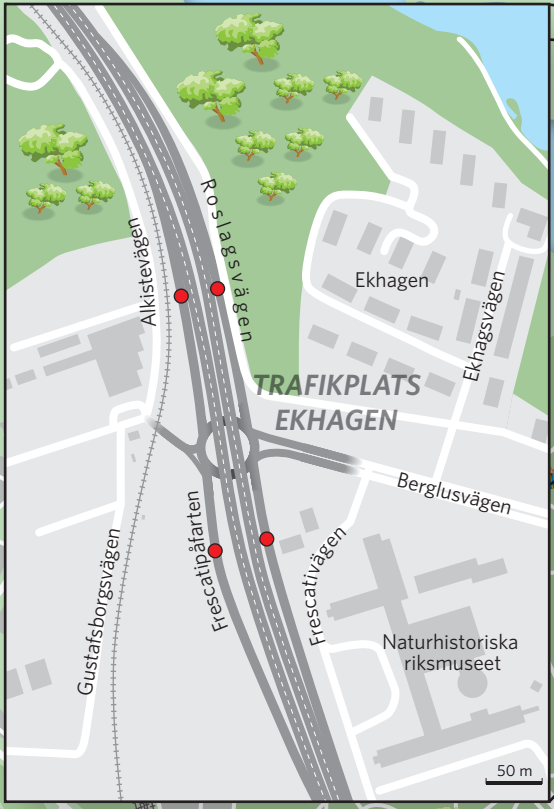 Roslagsvägen
Alkistevägen
Ekhagen
Ekhagsvägen
TRAFIKPLATS
EKHAGEN
Berglusvägen
Frescatipåfarten
Frescativägen
Gustafsborgsvägen
Naturhistoriska
riksmuseet
50 m